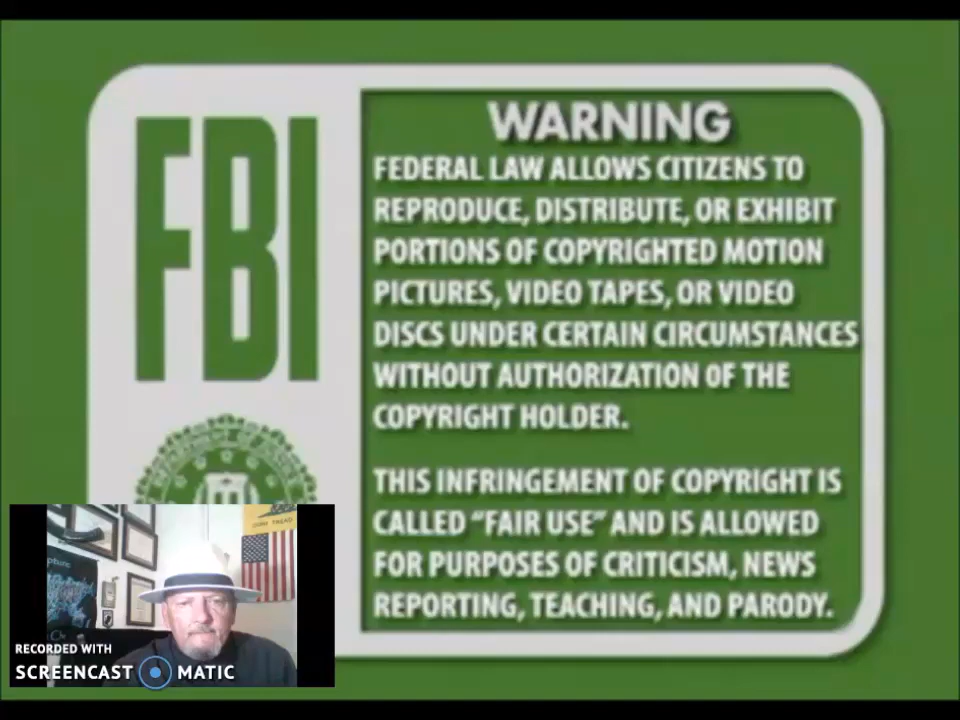 FBI
WARNING
FEDERAL LAW ALLOWS CITIZENS TO
REPRODUCE, DISTRIBUTE, OR EXHIBIT
PORTIONS OF COPYRIGHTED MOTION
PICTURES, VIDEO TAPES, OR VIDEO
DISCS UNDER CERTAIN CIRCUMSTANCES
WITHOUT AUTHORIZATION OF THE
COPYRIGHT HOLDER.
THIS INFRINGEMENT OF COPYRIGHT IS
CALLED “FAIR USE” AND IS ALLOWED
FOR PURPOSES OF CRITICISM, NEWS
REPORTING, TEACHING, AND PARODY.
RECORDED WITH
SCREENCAST MATIC